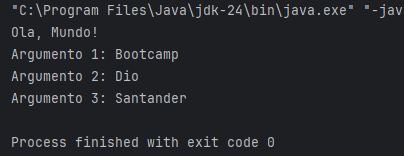 "C:\Program Files\Java\jdk-24\bin\java.exe" "-jav
Ola, Mundo!
Argumento 1: Bootcamp
Argumento 2: Dio
Argumento 3: Santander
Process finished with exit code 0